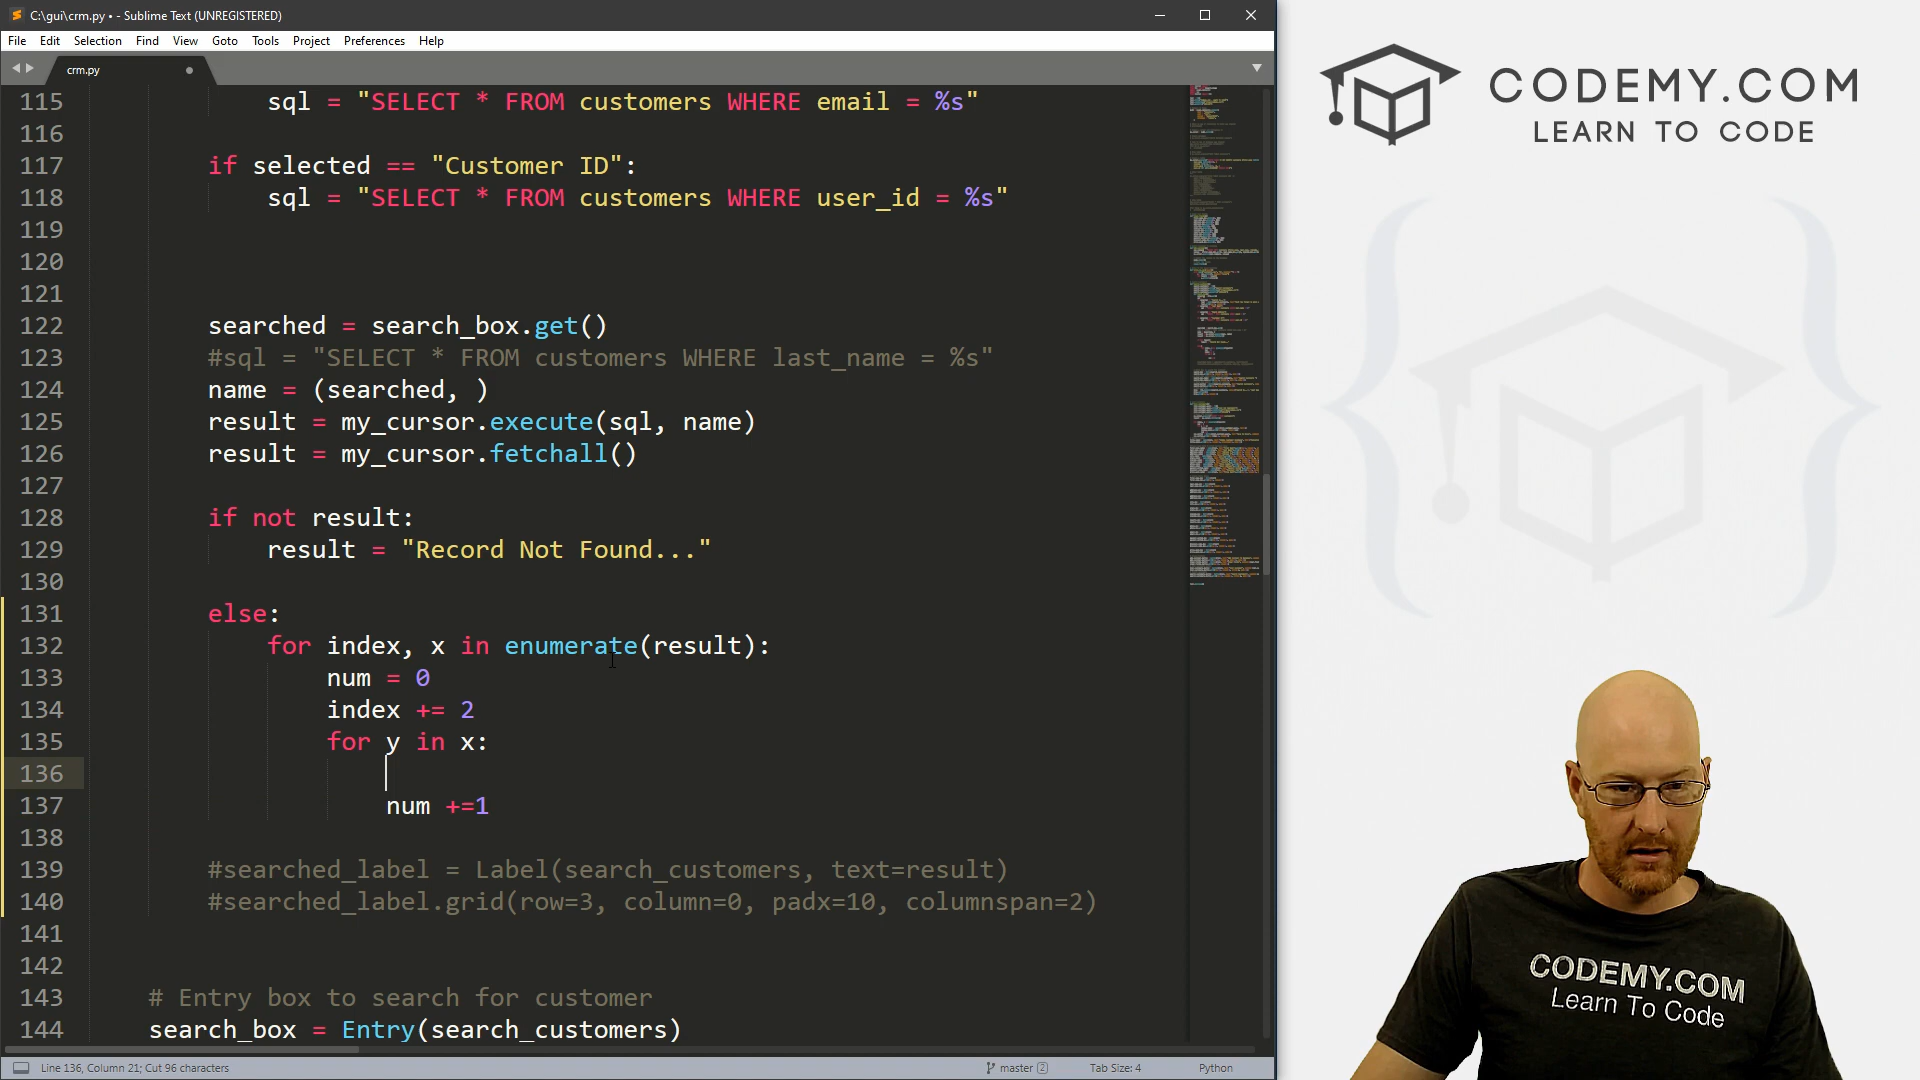 C:\gui\crm.py • - Sublime Text (UNREGISTERED)
File Edit Selection Find View Goto Tools Project Preferences Help
crm.py
115 sql = "SELECT * FROM customers WHERE email = %s"
116
117 if selected == "Customer ID":
118 sql = "SELECT * FROM customers WHERE user_id = %s"
119
120
121
122 searched = search_box.get()
123 #sql = "SELECT * FROM customers WHERE last_name = %s"
124 name = (searched, )
125 result = my_cursor.execute(sql, name)
126 result = my_cursor.fetchall()
127
128 if not result:
129 result = "Record Not Found..."
130
131 else:
132 for index, x in enumerate(result):
133 num = 0
134 index += 2
135 for y in x:
136
137 num +=1
138
139 #searched_label = Label(search_customers, text=result)
140 #searched_label.grid(row=3, column=0, padx=10, columnspan=2)
141
142
143 # Entry box to search for customer
144 search_box = Entry(search_customers)
Line 136, Column 21; Cut 96 characters
master 2
Tab Size: 4
Python
CODEMY.COM
LEARN TO CODE
CODEMY.COM
Learn To Code